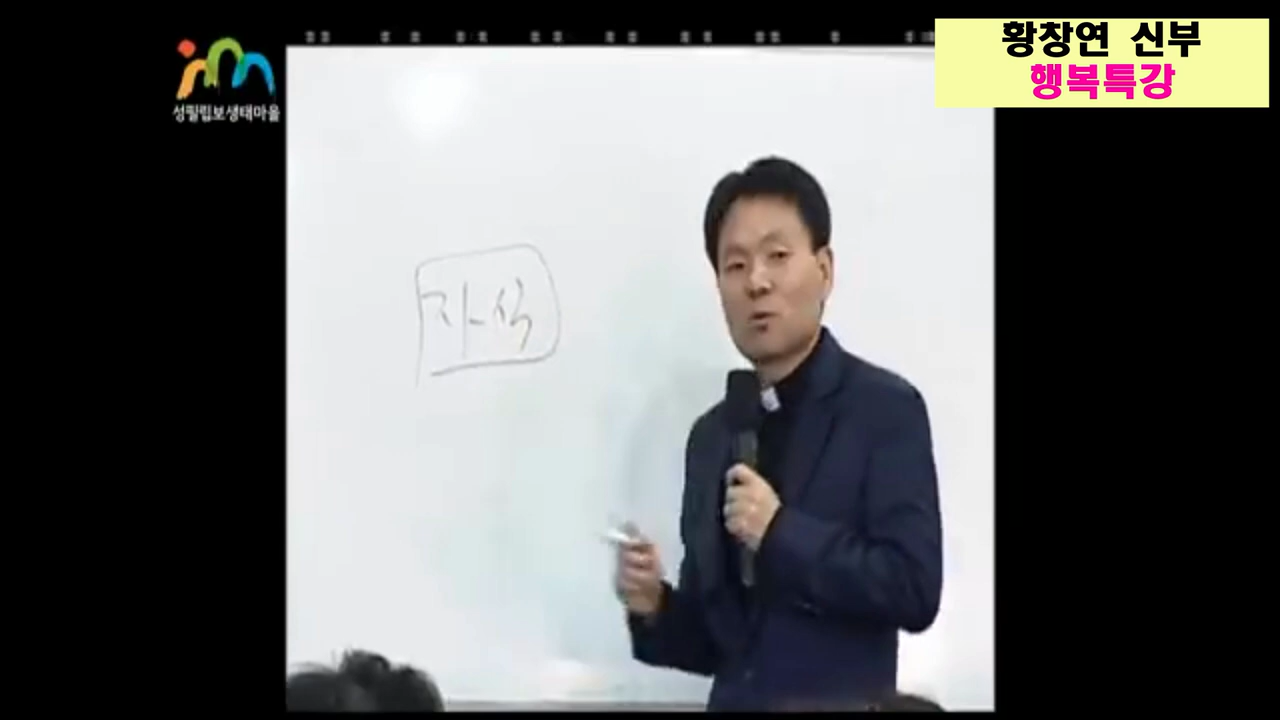 성필립보생태마을
황창연 신부
행복특강
자식